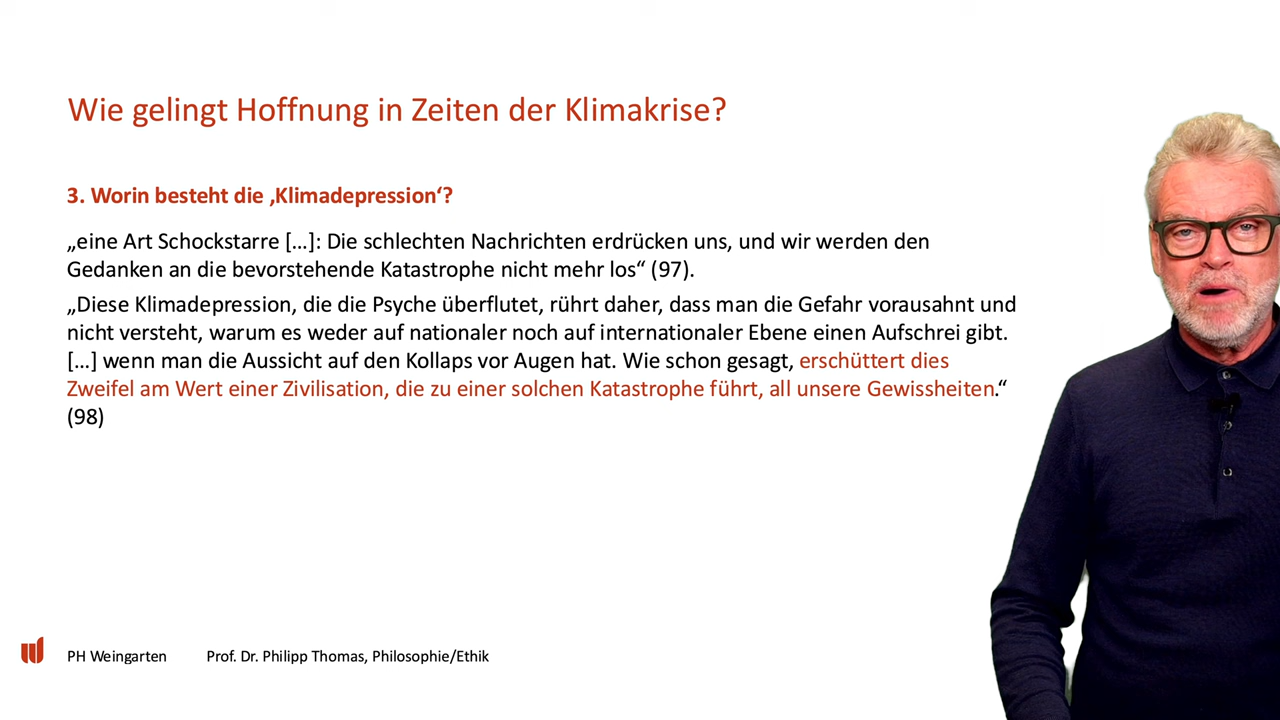 Wie gelingt Hoffnung in Zeiten der Klimakrise?
3. Worin besteht die ‚Klimadepression‘?
„eine Art Schockstarre […]: Die schlechten Nachrichten erdrücken uns, und wir werden den
Gedanken an die bevorstehende Katastrophe nicht mehr los“ (97).
„Diese Klimadepression, die die Psyche überflutet, rührt daher, dass man die Gefahr vorausahnt und
nicht versteht, warum es weder auf nationaler noch auf internationaler Ebene einen Aufschrei gibt.
[…] wenn man die Aussicht auf den Kollaps vor Augen hat. Wie schon gesagt, erschüttert dies
Zweifel am Wert einer Zivilisation, die zu einer solchen Katastrophe führt, all unsere Gewissheiten.“
(98)
PH Weingarten Prof. Dr. Philipp Thomas, Philosophie/Ethik